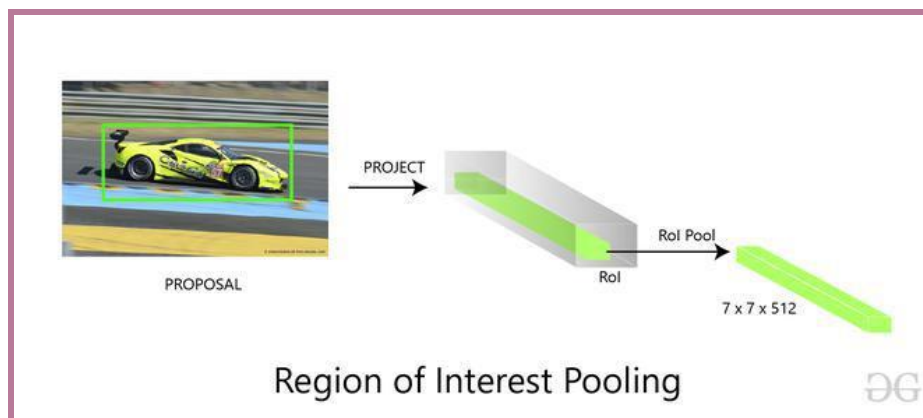 PROJECT
RoI Pool
RoI
PROPOSAL
7 x 7 x 512
Region of Interest Pooling